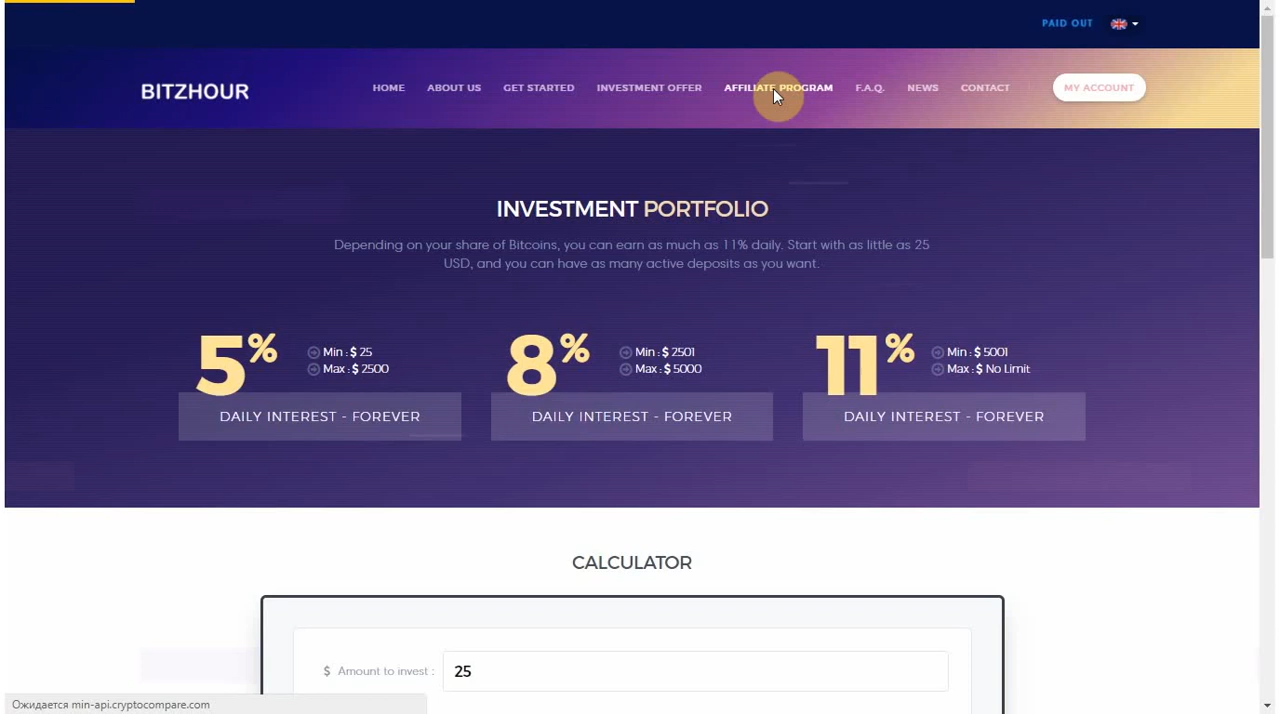 PAID OUT
BITZHOUR
HOME ABOUT US GET STARTED INVESTMENT OFFER AFFILIATE PROGRAM F.A.Q. NEWS CONTACT MY ACCOUNT
INVESTMENT PORTFOLIO
Depending on your share of Bitcoins, you can earn as much as 11% daily. Start with as little as 25
USD, and you can have as many active deposits as you want.
5%
Min : $ 25
Max : $ 2500
DAILY INTEREST - FOREVER
8%
Min : $ 2501
Max : $ 5000
DAILY INTEREST - FOREVER
11%
Min : $ 5001
Max : $ No Limit
DAILY INTEREST - FOREVER
CALCULATOR
$ Amount to invest : 25
Ожидается min-api.cryptocompare.com